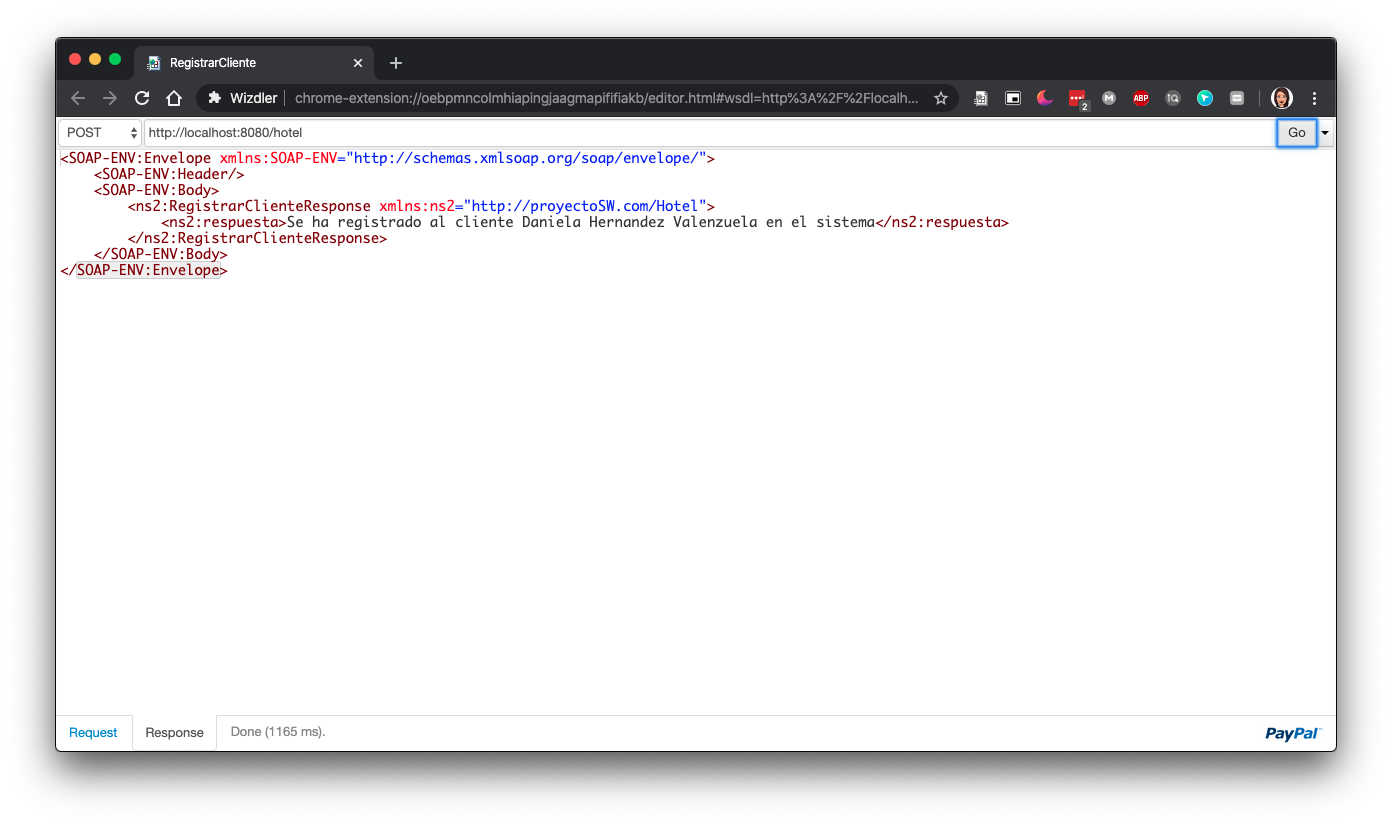 RegistrarCliente
Wizdler chrome-extension://oebpmncolmhiapingjaagmapififiakb/editor.html#wsdl=http%3A%2F%2Flocalh...
2
ABP
POST http://localhost:8080/hotel Go
<SOAP-ENV:Envelope xmlns:SOAP-ENV="http://schemas.xmlsoap.org/soap/envelope/">
<SOAP-ENV:Header/>
<SOAP-ENV:Body>
<ns2:RegistrarClienteResponse xmlns:ns2="http://proyectoSW.com/Hotel">
<ns2:respuesta>Se ha registrado al cliente Daniela Hernandez Valenzuela en el sistema</ns2:respuesta>
</ns2:RegistrarClienteResponse>
</SOAP-ENV:Body>
</SOAP-ENV:Envelope>
Request Response Done (1165 ms). PayPal